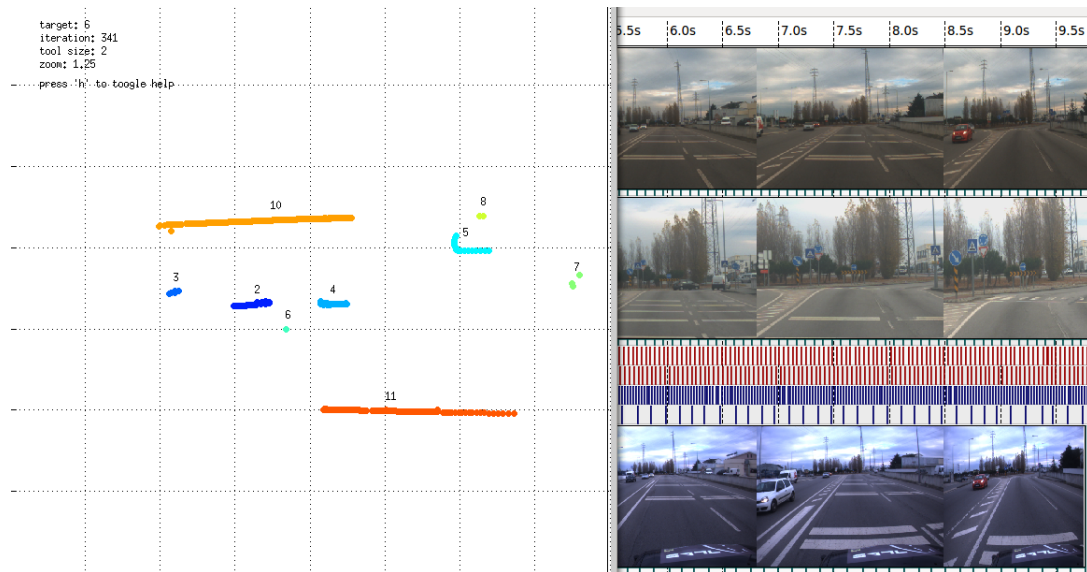 target: 6
iteration: 341
tool size: 2
zoom: 1.25
press 'h' to toogle help
10
8
5
7
3
2
4
6
11
5.5s 6.0s 6.5s 7.0s 7.5s 8.0s 8.5s 9.0s 9.5s